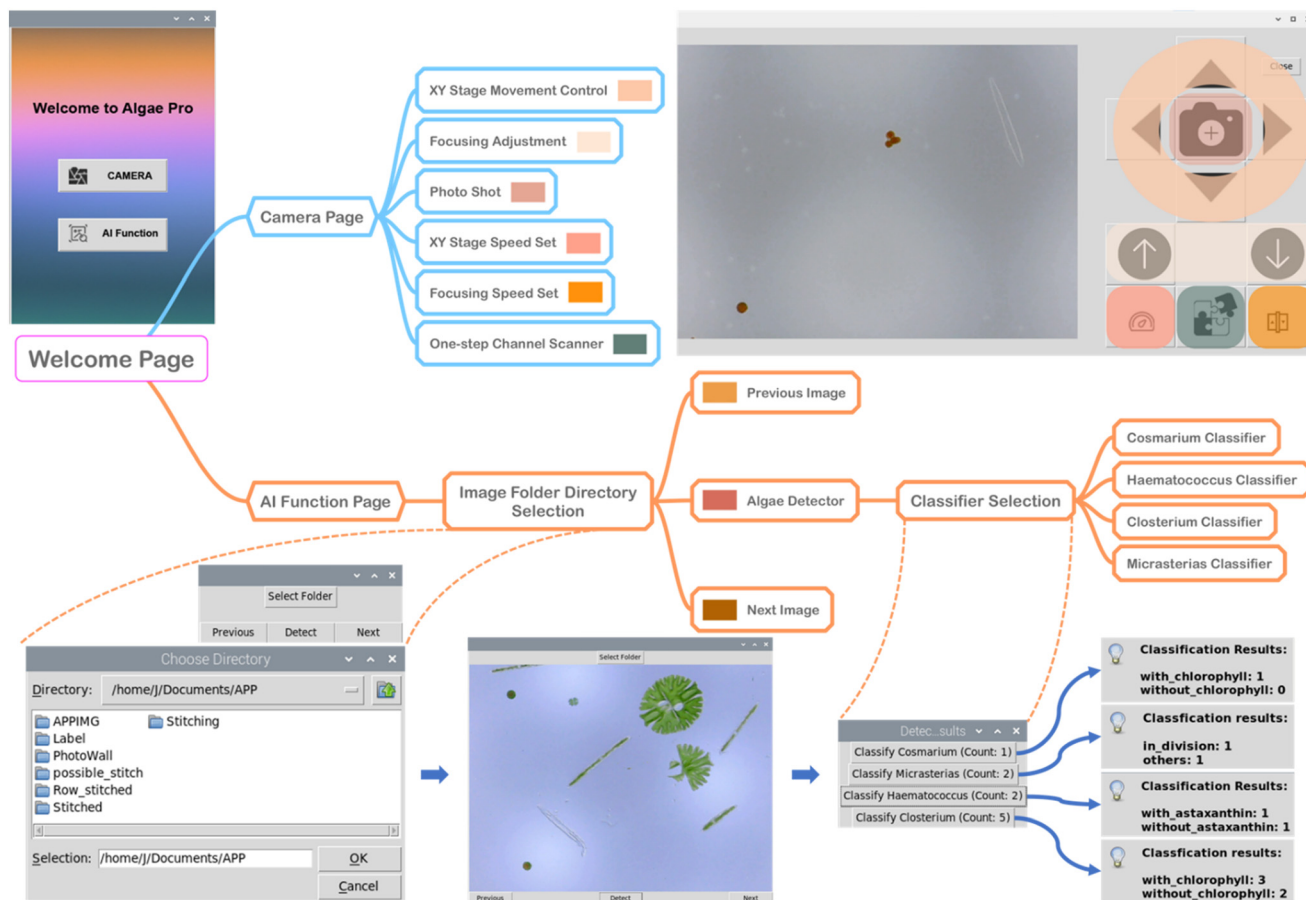 Welcome to Algae Pro
CAMERA
AI Function
Welcome Page
Camera Page
XY Stage Movement Control
Focusing Adjustment
Photo Shot
XY Stage Speed Set
Focusing Speed Set
One-step Channel Scanner
Close
AI Function Page
Image Folder Directory
Selection
Previous Image
Algae Detector
Next Image
Classifier Selection
Cosmarium Classifier
Haematococcus Classifier
Closterium Classifier
Micrasterias Classifier
Select Folder
Previous Detect Next
Choose Directory
Directory: /home/J/Documents/APP
APPIMG Stitching
Label
PhotoWall
possible_stitch
Row_stitched
Stitched
Selection: /home/J/Documents/APP OK
Cancel
Select Folder
Previous Detect Next
Detec...sults
Classify Cosmarium (Count: 1)
Classify Micrasterias (Count: 2)
Classify Haematococcus (Count: 2)
Classify Closterium (Count: 5)
Classification Results:
with_chlorophyll: 1
without_chlorophyll: 0
Classfication results:
in_division: 1
others: 1
Classification Results:
with_astaxanthin: 1
without_astaxanthin: 1
Classfication results:
with_chlorophyll: 3
without_chlorophyll: 2